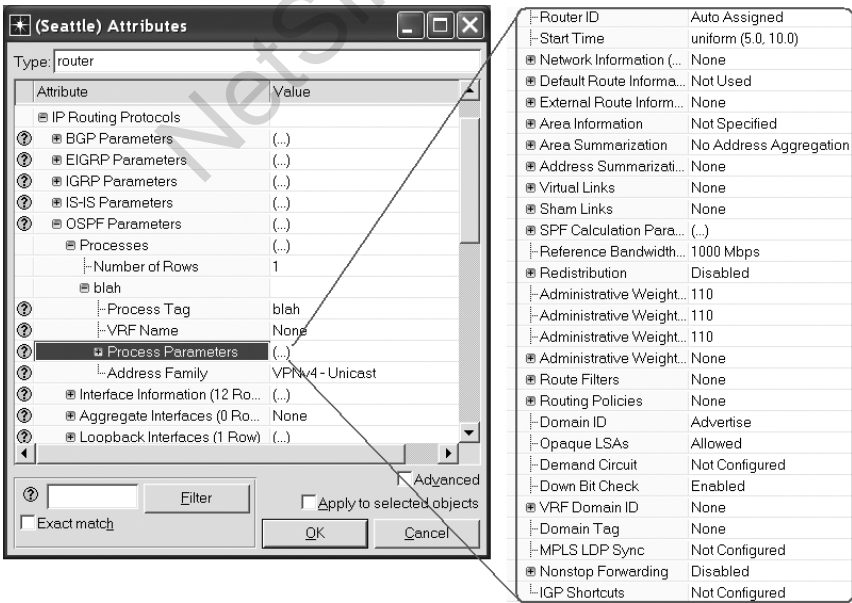 (Seattle) Attributes
Type: router
Attribute Value
IP Routing Protocols
BGP Parameters (...)
EIGRP Parameters (...)
IGRP Parameters (...)
IS-IS Parameters (...)
OSPF Parameters (...)
Processes (...)
Number of Rows 1
blah
Process Tag blah
VRF Name None
Process Parameters (...)
Address Family VPNv4 - Unicast
Interface Information (12 Ro... (...)
Aggregate Interfaces (0 Ro... None
Loopback Interfaces (1 Row) (...)
Advanced
Filter
Apply to selected objects
Exact match
OK Cancel
Router ID Auto Assigned
Start Time uniform (5.0, 10.0)
Network Information (... None
Default Route Informa... Not Used
External Route Inform... None
Area Information Not Specified
Area Summarization No Address Aggregation
Address Summarizati... None
Virtual Links None
Sham Links None
SPF Calculation Para... (...)
Reference Bandwidth... 1000 Mbps
Redistribution Disabled
Administrative Weight... 110
Administrative Weight... 110
Administrative Weight... 110
Administrative Weight... None
Route Filters None
Routing Policies None
Domain ID Advertise
Opaque LSAs Allowed
Demand Circuit Not Configured
Down Bit Check Enabled
VRF Domain ID None
Domain Tag None
MPLS LDP Sync Not Configured
Nonstop Forwarding Disabled
IGP Shortcuts Not Configured